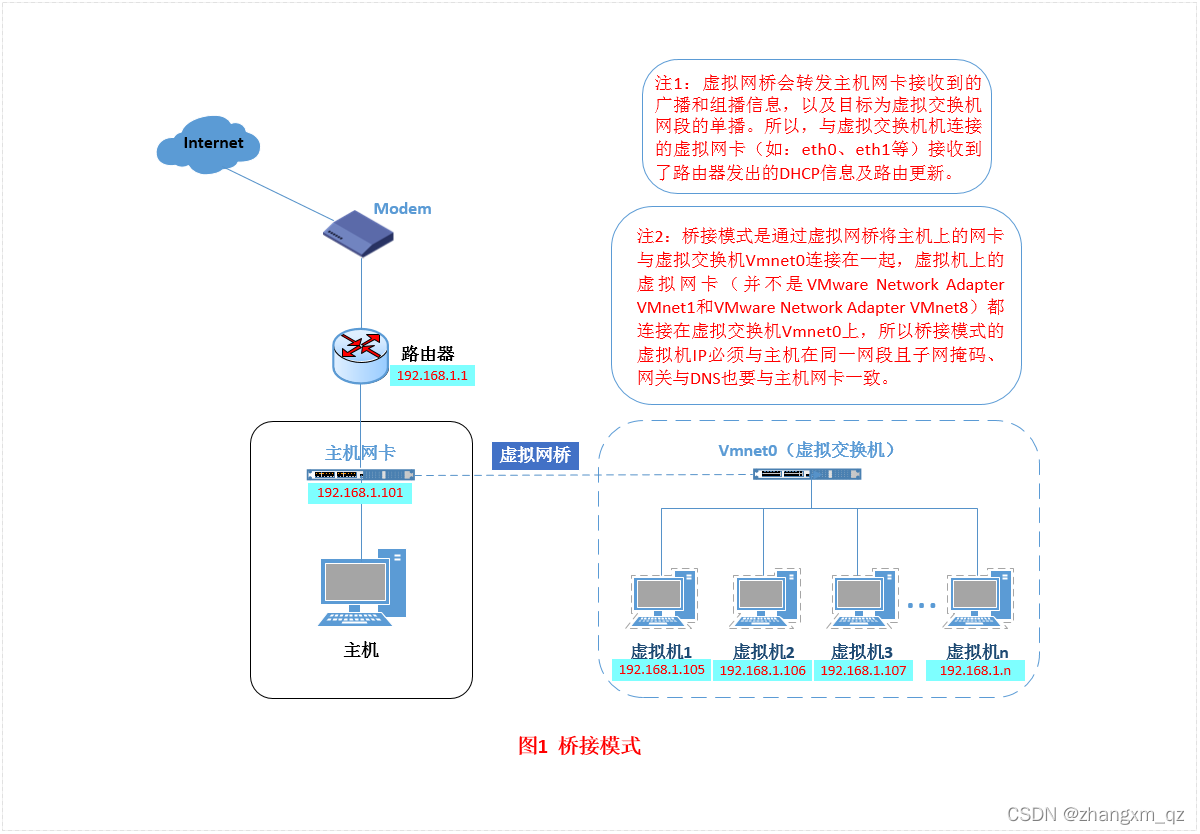 注1：虚拟网桥会转发主机网卡接收到的
广播和组播信息，以及目标为虚拟交换机
网段的单播。所以，与虚拟交换机机连接
的虚拟网卡（如：eth0、eth1等）接收到
了路由器发出的DHCP信息及路由更新。
Internet
Modem
注2：桥接模式是通过虚拟网桥将主机上的网卡
与虚拟交换机Vmnet0连接在一起，虚拟机上的
虚拟网卡（并不是VMware Network Adapter
VMnet1和VMware Network Adapter VMnet8）都
连接在虚拟交换机Vmnet0上，所以桥接模式的
虚拟机IP必须与主机在同一网段且子网掩码、
网关与DNS也要与主机网卡一致。
路由器
192.168.1.1
主机网卡
192.168.1.101
虚拟网桥
Vmnet0（虚拟交换机）
主机
虚拟机1
192.168.1.105
虚拟机2
192.168.1.106
虚拟机3
192.168.1.107
...
虚拟机n
192.168.1.n
图1 桥接模式
CSDN @zhangxm_qz